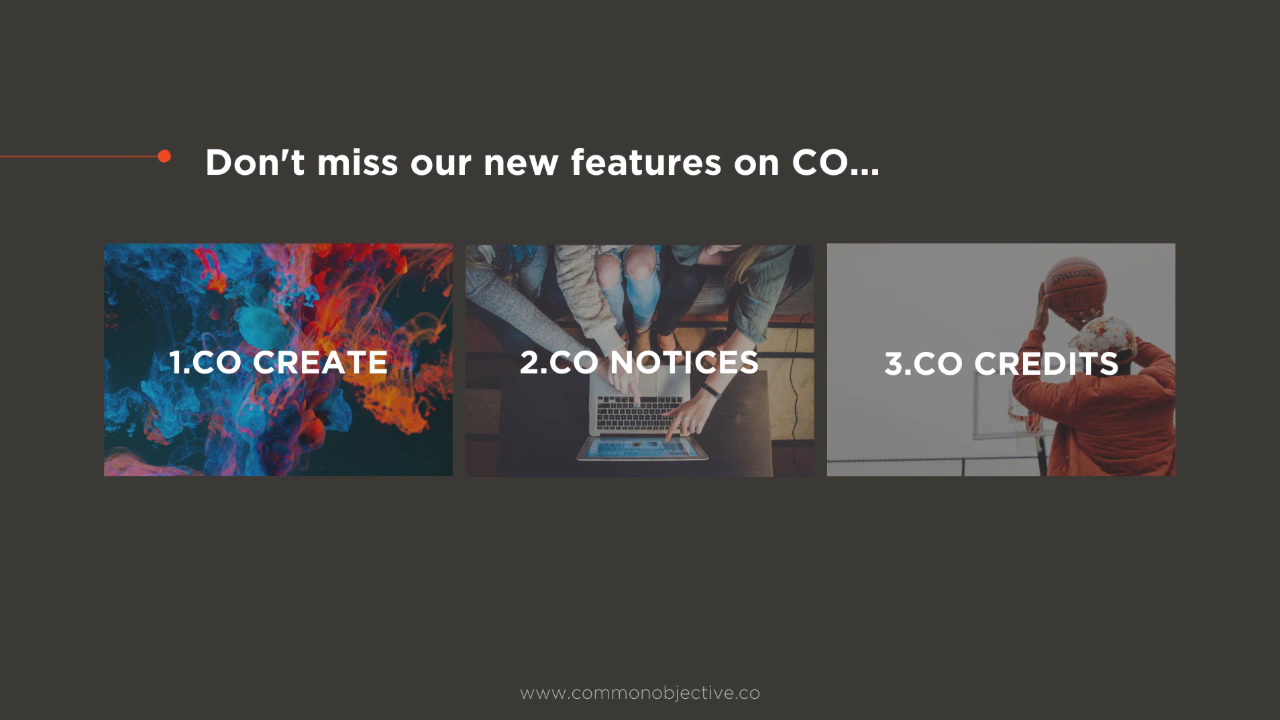 Don't miss our new features on CO...
1.CO CREATE
2.CO NOTICES
3.CO CREDITS
SPALDING
www.commonobjective.co